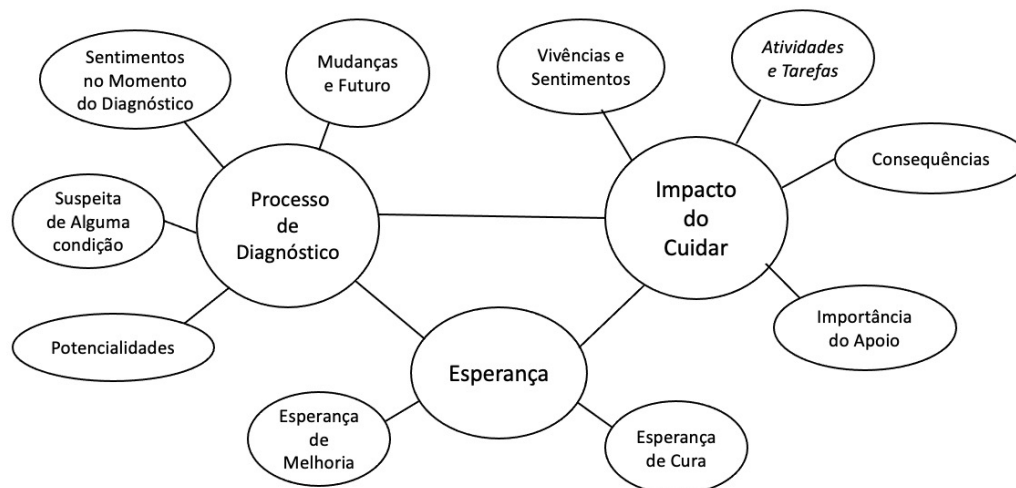 Sentimentos
no Momento
do Diagnóstico
Mudanças
e Futuro
Vivências e
Sentimentos
Atividades
e Tarefas
Consequências
Suspeita
de Alguma
condição
Processo
de
Diagnóstico
Impacto
do
Cuidar
Potencialidades
Importância
do Apoio
Esperança
Esperança
de
Melhoria
Esperança
de Cura